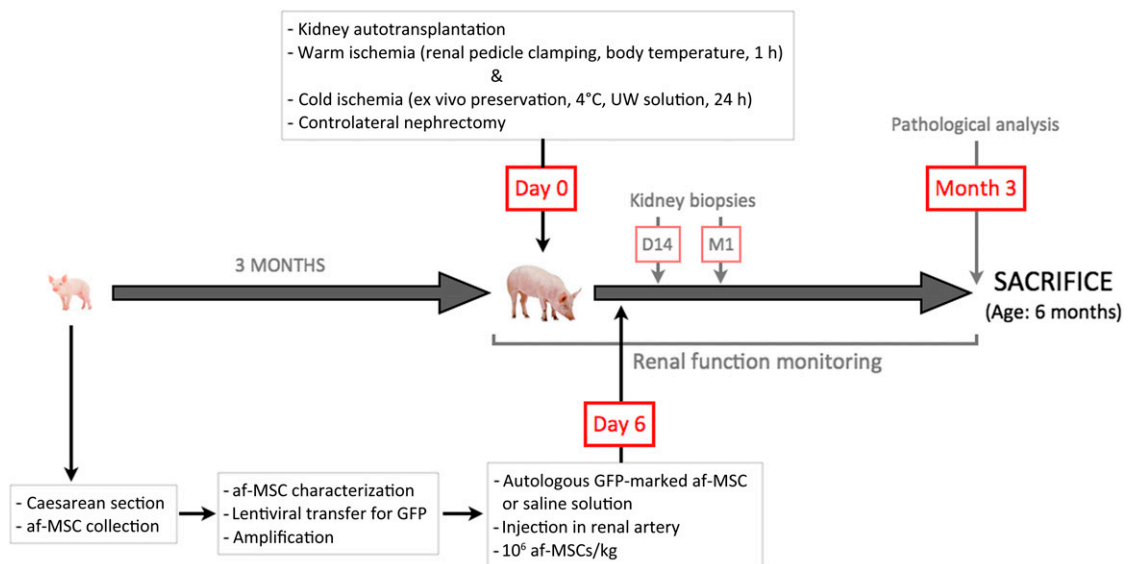 - Kidney autotransplantation
- Warm ischemia (renal pedicle clamping, body temperature, 1 h)
&
- Cold ischemia (ex vivo preservation, 4°C, UW solution, 24 h)
- Controlateral nephrectomy
Pathological analysis
Day 0
Month 3
Kidney biopsies
D14
M1
3 MONTHS
SACRIFICE
(Age: 6 months)
Renal function monitoring
Day 6
- Caesarean section
- af-MSC collection
- af-MSC characterization
- Lentiviral transfer for GFP
- Amplification
- Autologous GFP-marked af-MSC
or saline solution
- Injection in renal artery
- 10⁶ af-MSCs/kg